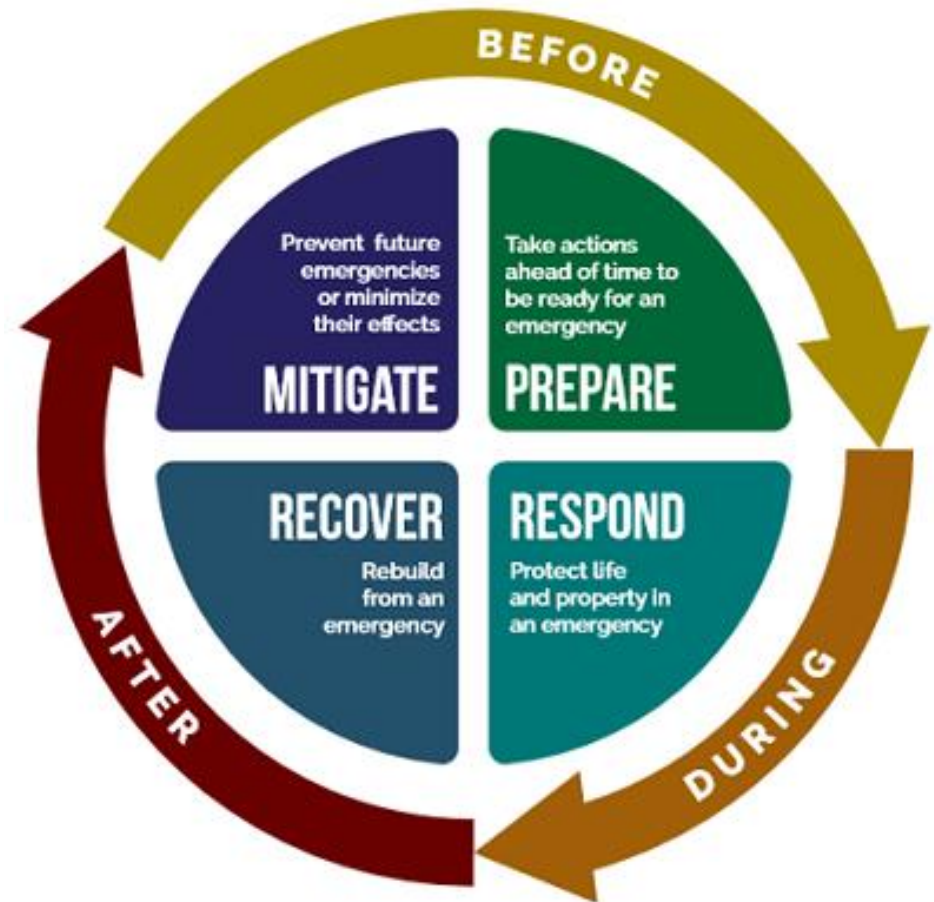 BEFORE
Prevent future
emergencies
or minimize
their effects
MITIGATE
Take actions
ahead of time to
be ready for an
emergency
PREPARE
RECOVER
Rebuild
from an
emergency
RESPOND
Protect life
and property in
an emergency
AFTER
DURING